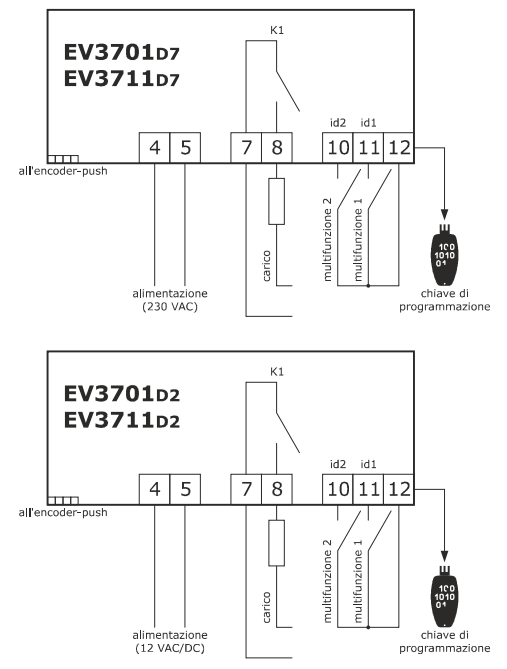 K1
EV3701D7
EV3711D7
id2 id1
4 5 7 8 10 11 12
all'encoder-push
carico
multifunzione 2
multifunzione 1
100
1010
01
alimentazione
(230 VAC)
chiave di
programmazione
K1
EV3701D2
EV3711D2
id2 id1
4 5 7 8 10 11 12
all'encoder-push
carico
multifunzione 2
multifunzione 1
100
1010
01
alimentazione
(12 VAC/DC)
chiave di
programmazione